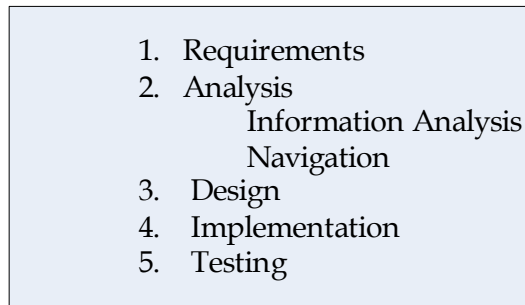 1. Requirements
2. Analysis
Information Analysis
Navigation
3. Design
4. Implementation
5. Testing